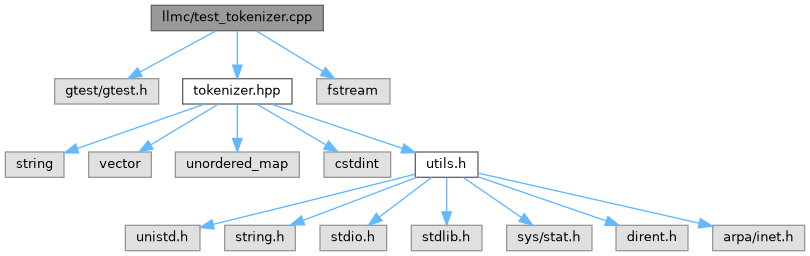 llmc/test_tokenizer.cpp
gtest/gtest.h
tokenizer.hpp
fstream
string
vector
unordered_map
cstdint
utils.h
unistd.h
string.h
stdio.h
stdlib.h
sys/stat.h
dirent.h
arpa/inet.h